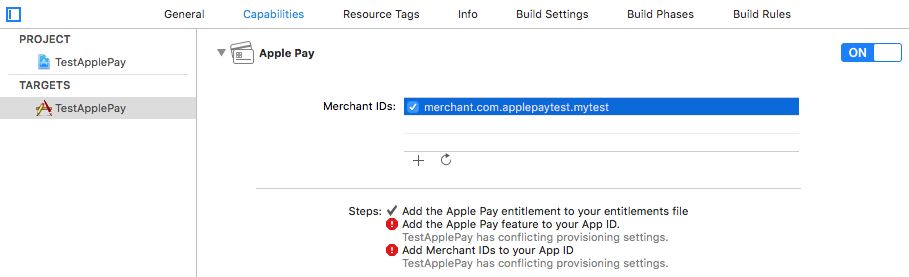 General Capabilities Resource Tags Info Build Settings Build Phases Build Rules
PROJECT
TestApplePay
TARGETS
TestApplePay
Apple Pay
ON
Merchant IDs: merchant.com.applepaytest.mytest
Steps: Add the Apple Pay entitlement to your entitlements file
Add the Apple Pay feature to your App ID.
TestApplePay has conflicting provisioning settings.
Add Merchant IDs to your App ID
TestApplePay has conflicting provisioning settings.